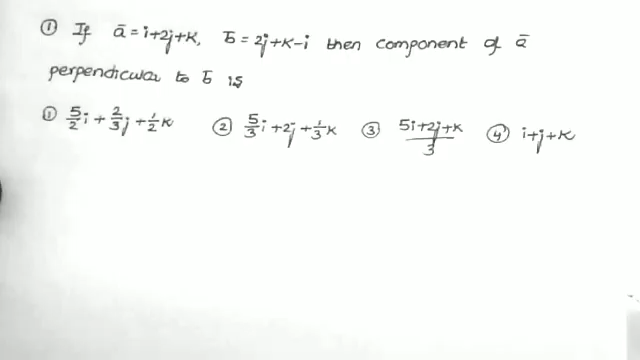 ① If ā = i+2j+k, b̄ = 2j+k-i then component of ā
perpendicular to b̄ is
① 5/2 i + 2/3 j + 1/2 k ② 5/3 i + 2j + 1/3 k ③ 5i+2j+k/3 ④ i+j+k